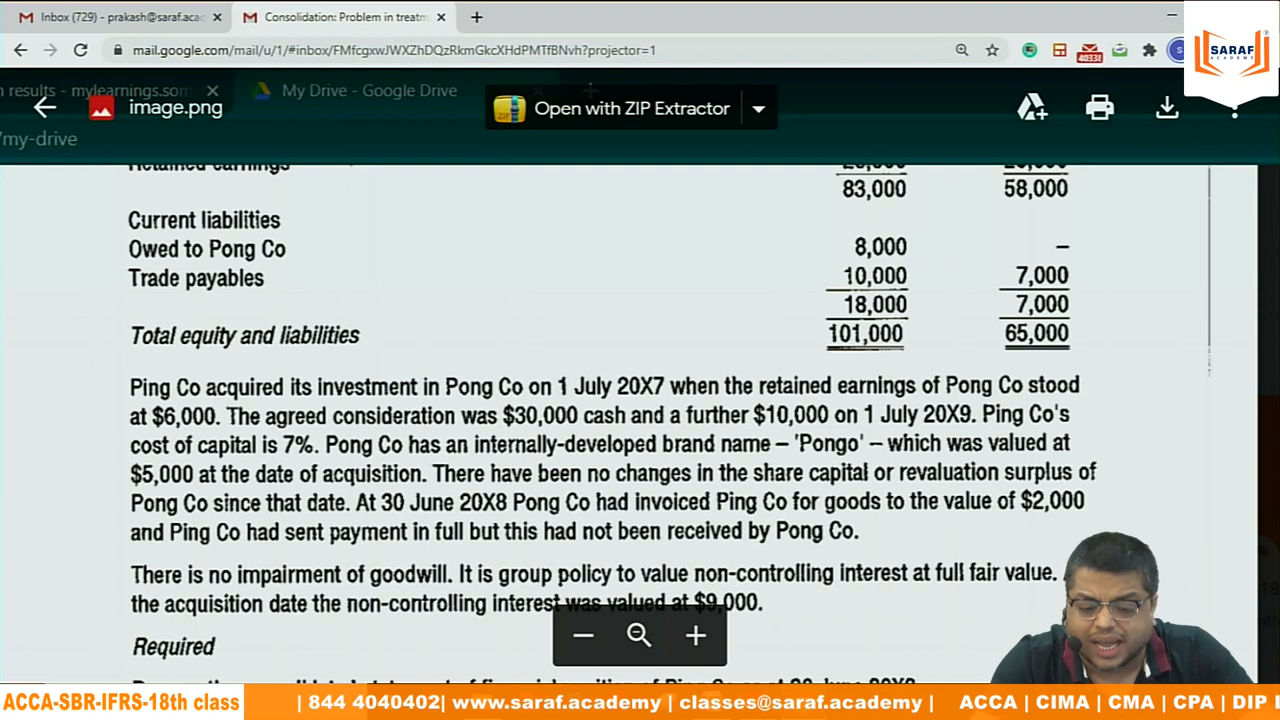 Inbox (729) - prakash@saraf.acac
Consolidation: Problem in treatm
mail.google.com/mail/u/1/#inbox/FMfcgxwJWXZhDQzRkmGkcXHdPMTfBNvh?projector=1
40331
S
SARAF
ACADEMY
n results - mylearnings.som
My Drive - Google Drive
image.png
Open with ZIP Extractor
/my-drive
Retained earnings
83,000 58,000
Current liabilities
Owed to Pong Co 8,000 –
Trade payables 10,000 7,000
18,000 7,000
Total equity and liabilities 101,000 65,000
Ping Co acquired its investment in Pong Co on 1 July 20X7 when the retained earnings of Pong Co stood
at $6,000. The agreed consideration was $30,000 cash and a further $10,000 on 1 July 20X9. Ping Co's
cost of capital is 7%. Pong Co has an internally-developed brand name – 'Pongo' – which was valued at
$5,000 at the date of acquisition. There have been no changes in the share capital or revaluation surplus of
Pong Co since that date. At 30 June 20X8 Pong Co had invoiced Ping Co for goods to the value of $2,000
and Ping Co had sent payment in full but this had not been received by Pong Co.
There is no impairment of goodwill. It is group policy to value non-controlling interest at full fair value.
the acquisition date the non-controlling interest was valued at $9,000.
Required
ACCA-SBR-IFRS-18th class
| 844 4040402| www.saraf.academy | classes@saraf.academy |
ACCA | CIMA | CMA | CPA | DIP